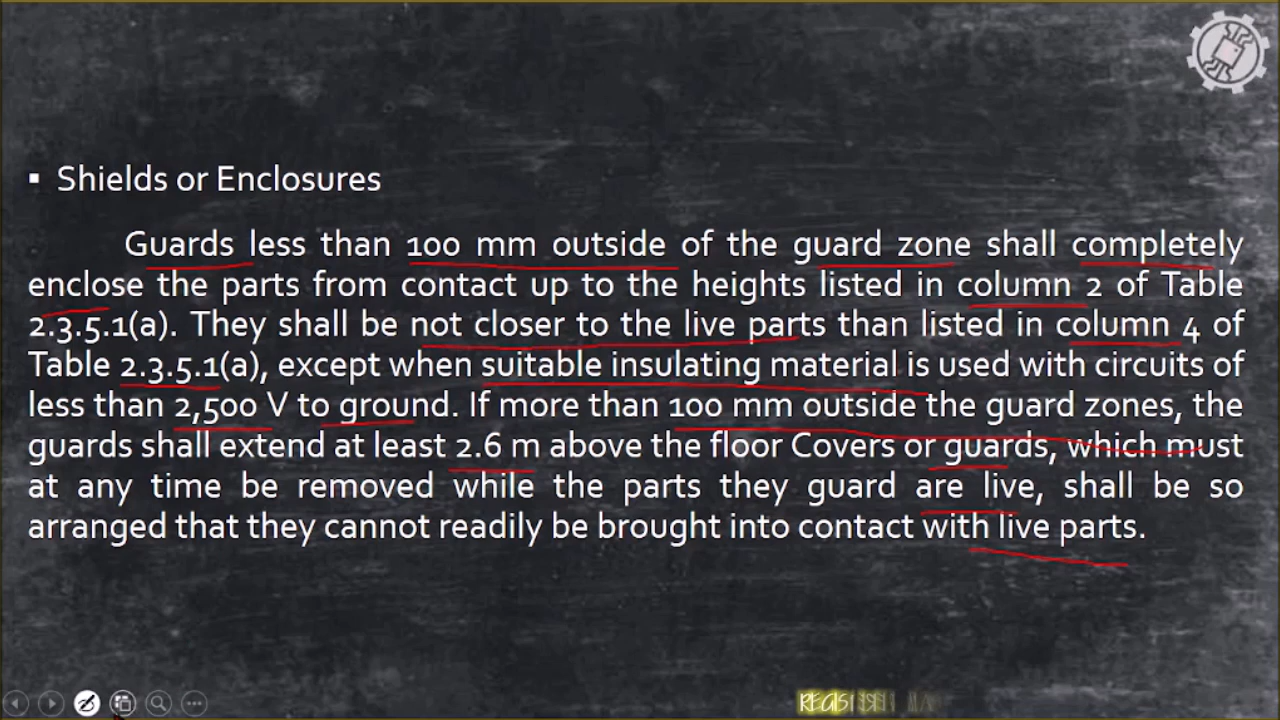 Shields or Enclosures
Guards less than 100 mm outside of the guard zone shall completely
enclose the parts from contact up to the heights listed in column 2 of Table
2.3.5.1(a). They shall be not closer to the live parts than listed in column 4 of
Table 2.3.5.1(a), except when suitable insulating material is used with circuits of
less than 2,500 V to ground. If more than 100 mm outside the guard zones, the
guards shall extend at least 2.6 m above the floor Covers or guards, which must
at any time be removed while the parts they guard are live, shall be so
arranged that they cannot readily be brought into contact with live parts.